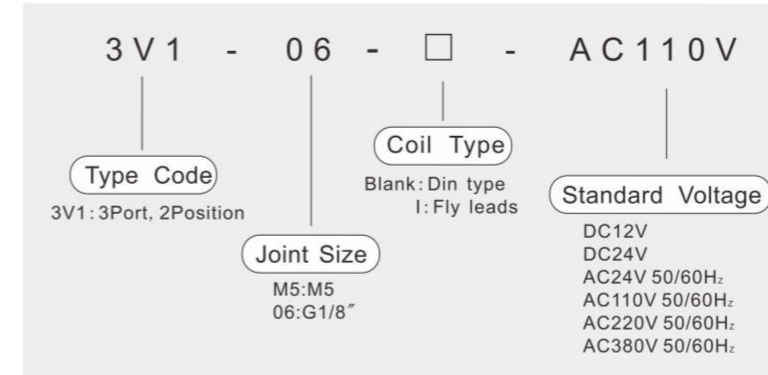 3V1 - 06 - □ - AC110V
Coil Type
Blank: Din type
I: Fly leads
Type Code
3V1: 3Port, 2Position
Standard Voltage
DC12V
DC24V
AC24V 50/60Hz
AC110V 50/60Hz
AC220V 50/60Hz
AC380V 50/60Hz
Joint Size
M5:M5
06:G1/8″